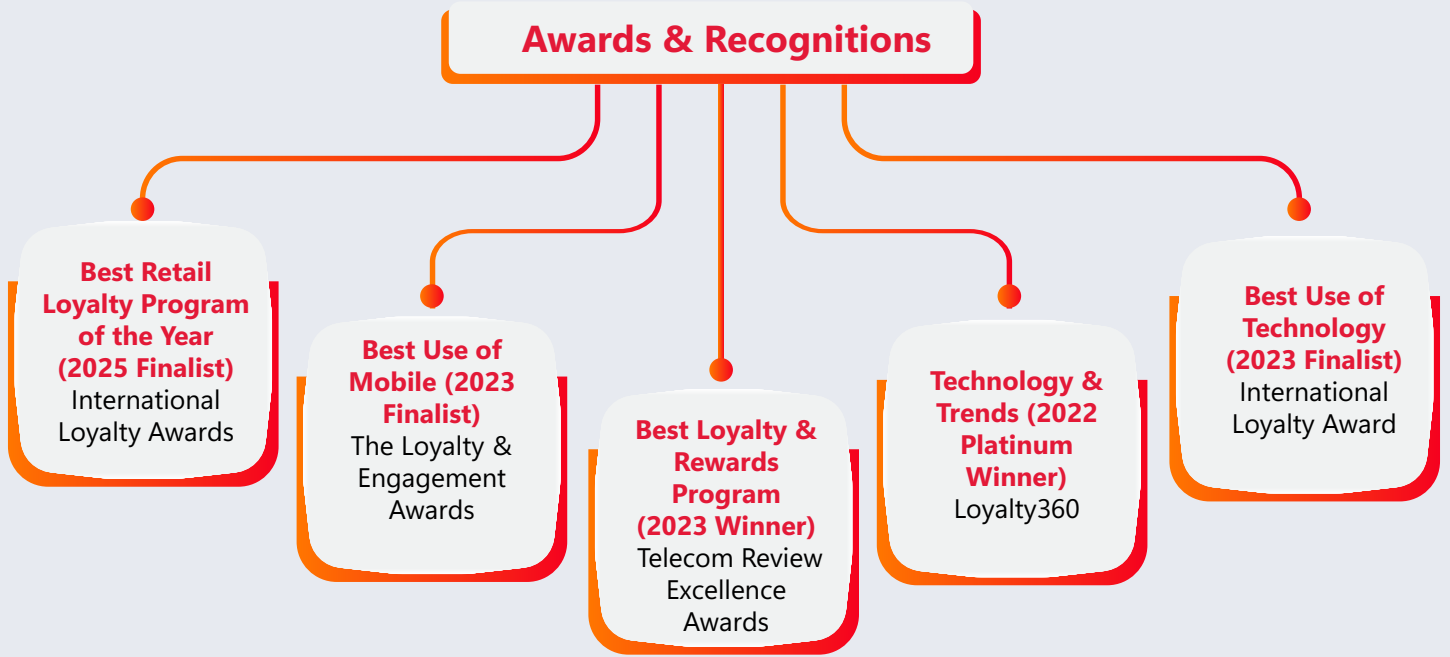 Awards & Recognitions
Best Retail
Loyalty Program
of the Year
(2025 Finalist)
International
Loyalty Awards
Best Use of
Mobile (2023
Finalist)
The Loyalty &
Engagement
Awards
Best Loyalty &
Rewards
Program
(2023 Winner)
Telecom Review
Excellence
Awards
Technology &
Trends (2022
Platinum
Winner)
Loyalty360
Best Use of
Technology
(2023 Finalist)
International
Loyalty Award